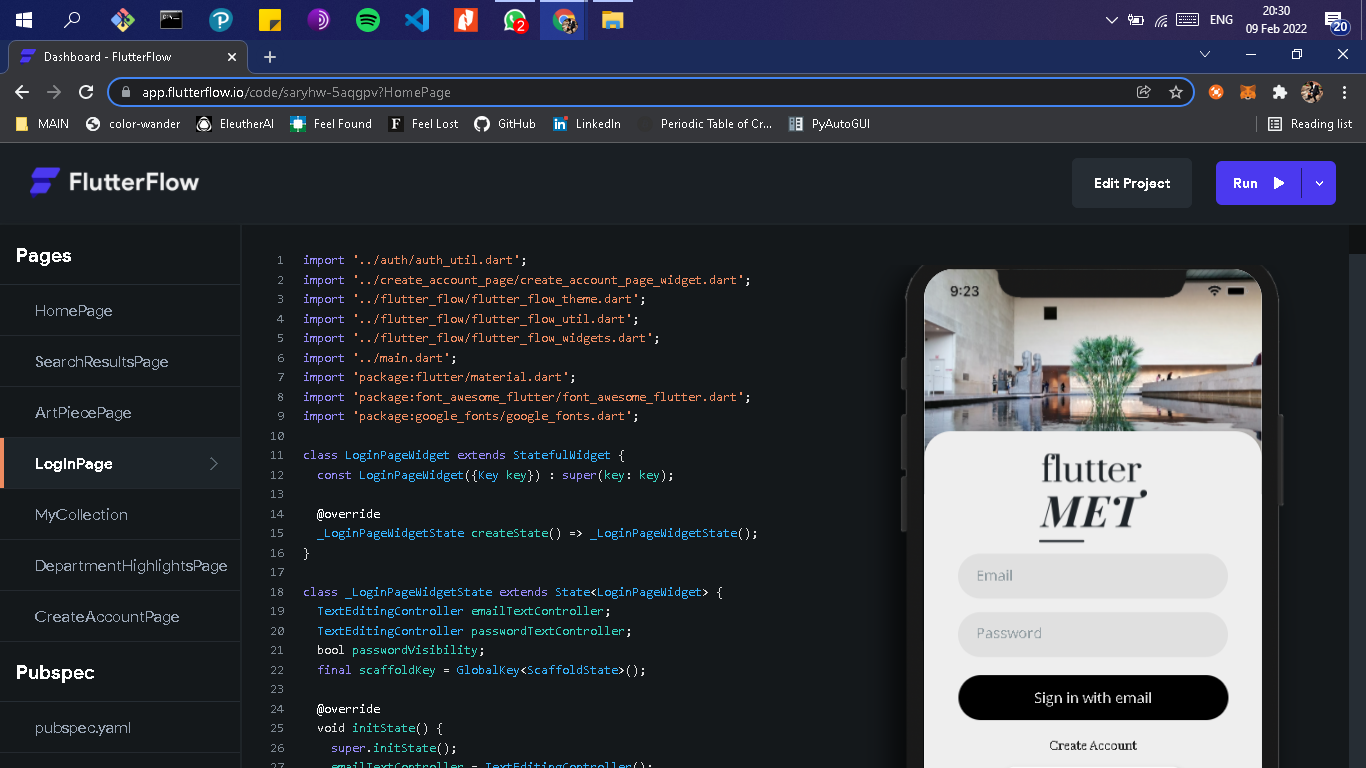 2
ENG
20:30
09 Feb 2022
20
Dashboard - FlutterFlow
app.flutterflow.io/code/saryhw-5aqgpv?HomePage
MAIN
color-wander
EleutherAI
Feel Found
Feel Lost
GitHub
LinkedIn
Periodic Table of Cr...
PyAutoGUI
Reading list
FlutterFlow
Edit Project
Run
Pages
HomePage
SearchResultsPage
ArtPiecePage
LogInPage
MyCollection
DepartmentHighlightsPage
CreateAccountPage
Pubspec
pubspec.yaml
1 import '../auth/auth_util.dart';
2 import '../create_account_page/create_account_page_widget.dart';
3 import '../flutter_flow/flutter_flow_theme.dart';
4 import '../flutter_flow/flutter_flow_util.dart';
5 import '../flutter_flow/flutter_flow_widgets.dart';
6 import '../main.dart';
7 import 'package:flutter/material.dart';
8 import 'package:font_awesome_flutter/font_awesome_flutter.dart';
9 import 'package:google_fonts/google_fonts.dart';
10
11 class LoginPageWidget extends StatefulWidget {
12 const LoginPageWidget({Key key}) : super(key: key);
13
14 @override
15 _LoginPageWidgetState createState() => _LoginPageWidgetState();
16 }
17
18 class _LoginPageWidgetState extends State<LoginPageWidget> {
19 TextEditingController emailTextController;
20 TextEditingController passwordTextController;
21 bool passwordVisibility;
22 final scaffoldKey = GlobalKey<ScaffoldState>();
23
24 @override
25 void initState() {
26 super.initState();
27 emailTextController = TextEditingController();
9:23
flutter
MET
Email
Password
Sign in with email
Create Account